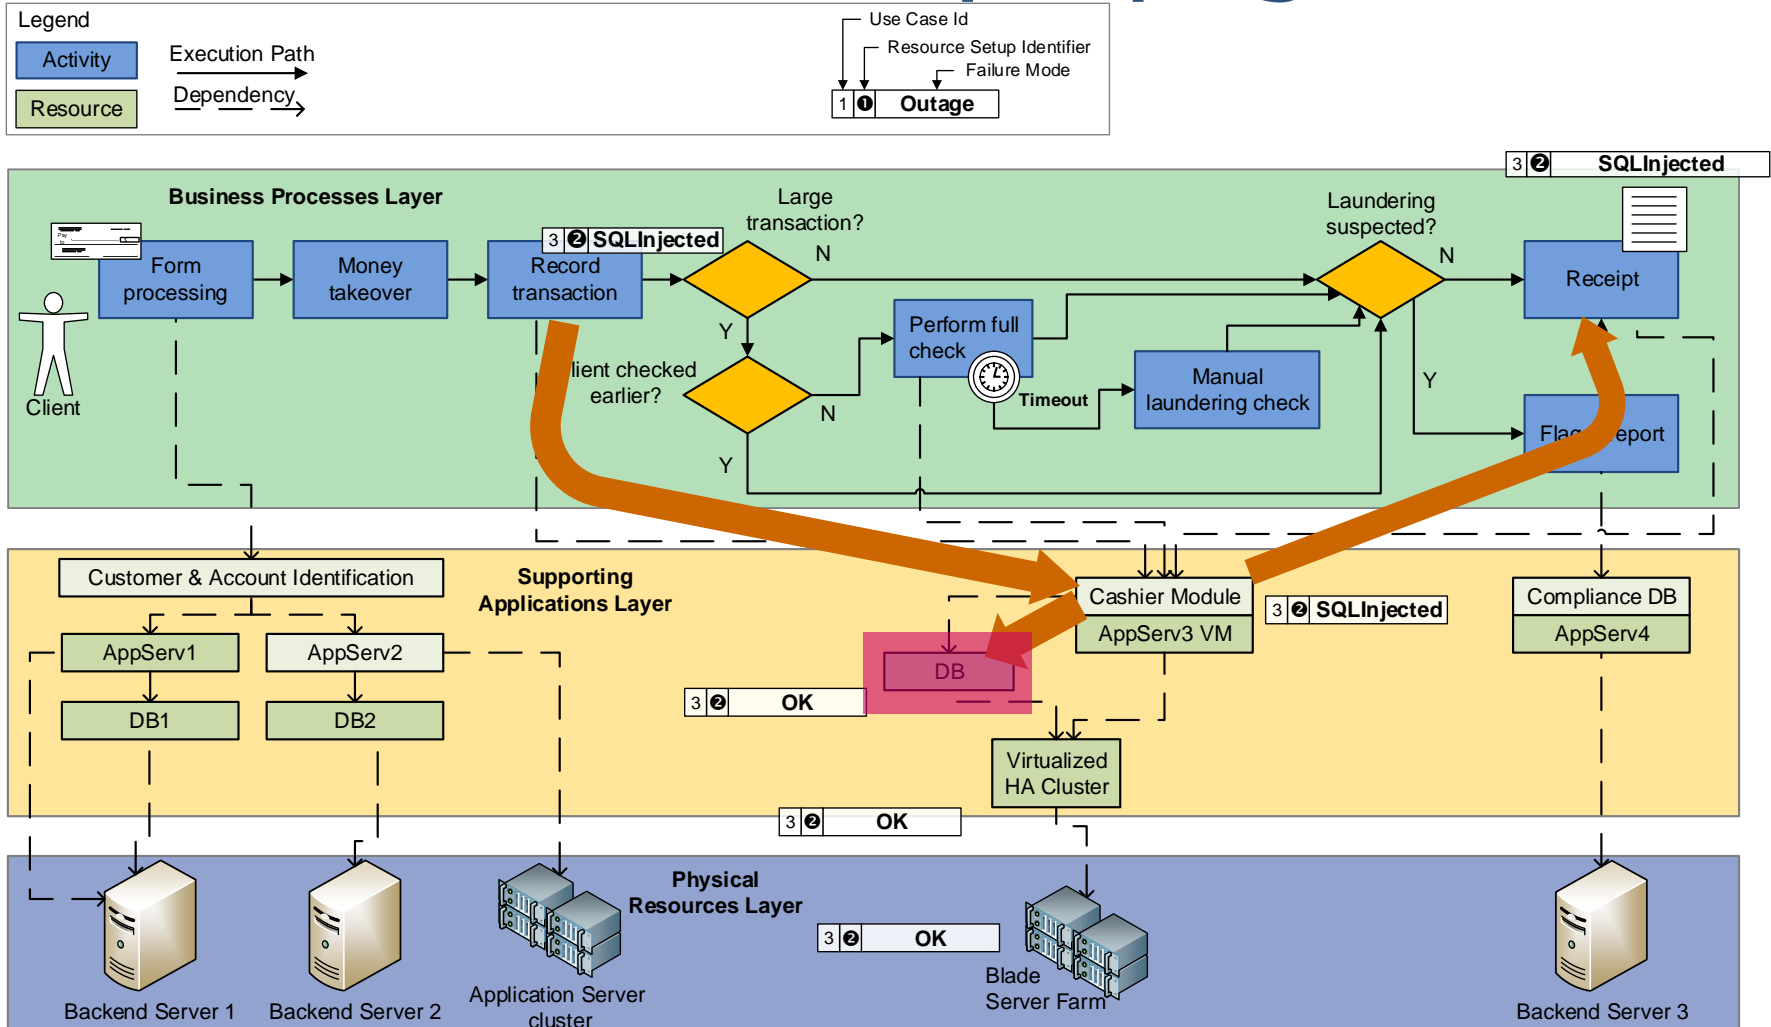 Legend
Activity
Execution Path
Resource
Dependency
Use Case Id
Resource Setup Identifier
Failure Mode
1 ❶ Outage
3 ❷ SQLInjected
Business Processes Layer
Large
transaction?
Laundering
suspected?
3 ❷ SQLInjected
Pay
to
Form
processing
Money
takeover
Record
transaction
N
N
Receipt
Y
Perform full
check
lient checked
earlier?
N
Timeout
Manual
laundering check
Y
Client
Flag
eport
Y
Customer & Account Identification
Supporting
Applications Layer
Cashier Module
AppServ3 VM
3 ❷ SQLInjected
Compliance DB
AppServ4
AppServ1
AppServ2
DB
3 ❷ OK
DB1
DB2
Virtualized
HA Cluster
3 ❷ OK
Physical
Resources Layer
3 ❷ OK
Backend Server 1
Backend Server 2
Application Server
cluster
Blade
Server Farm
Backend Server 3